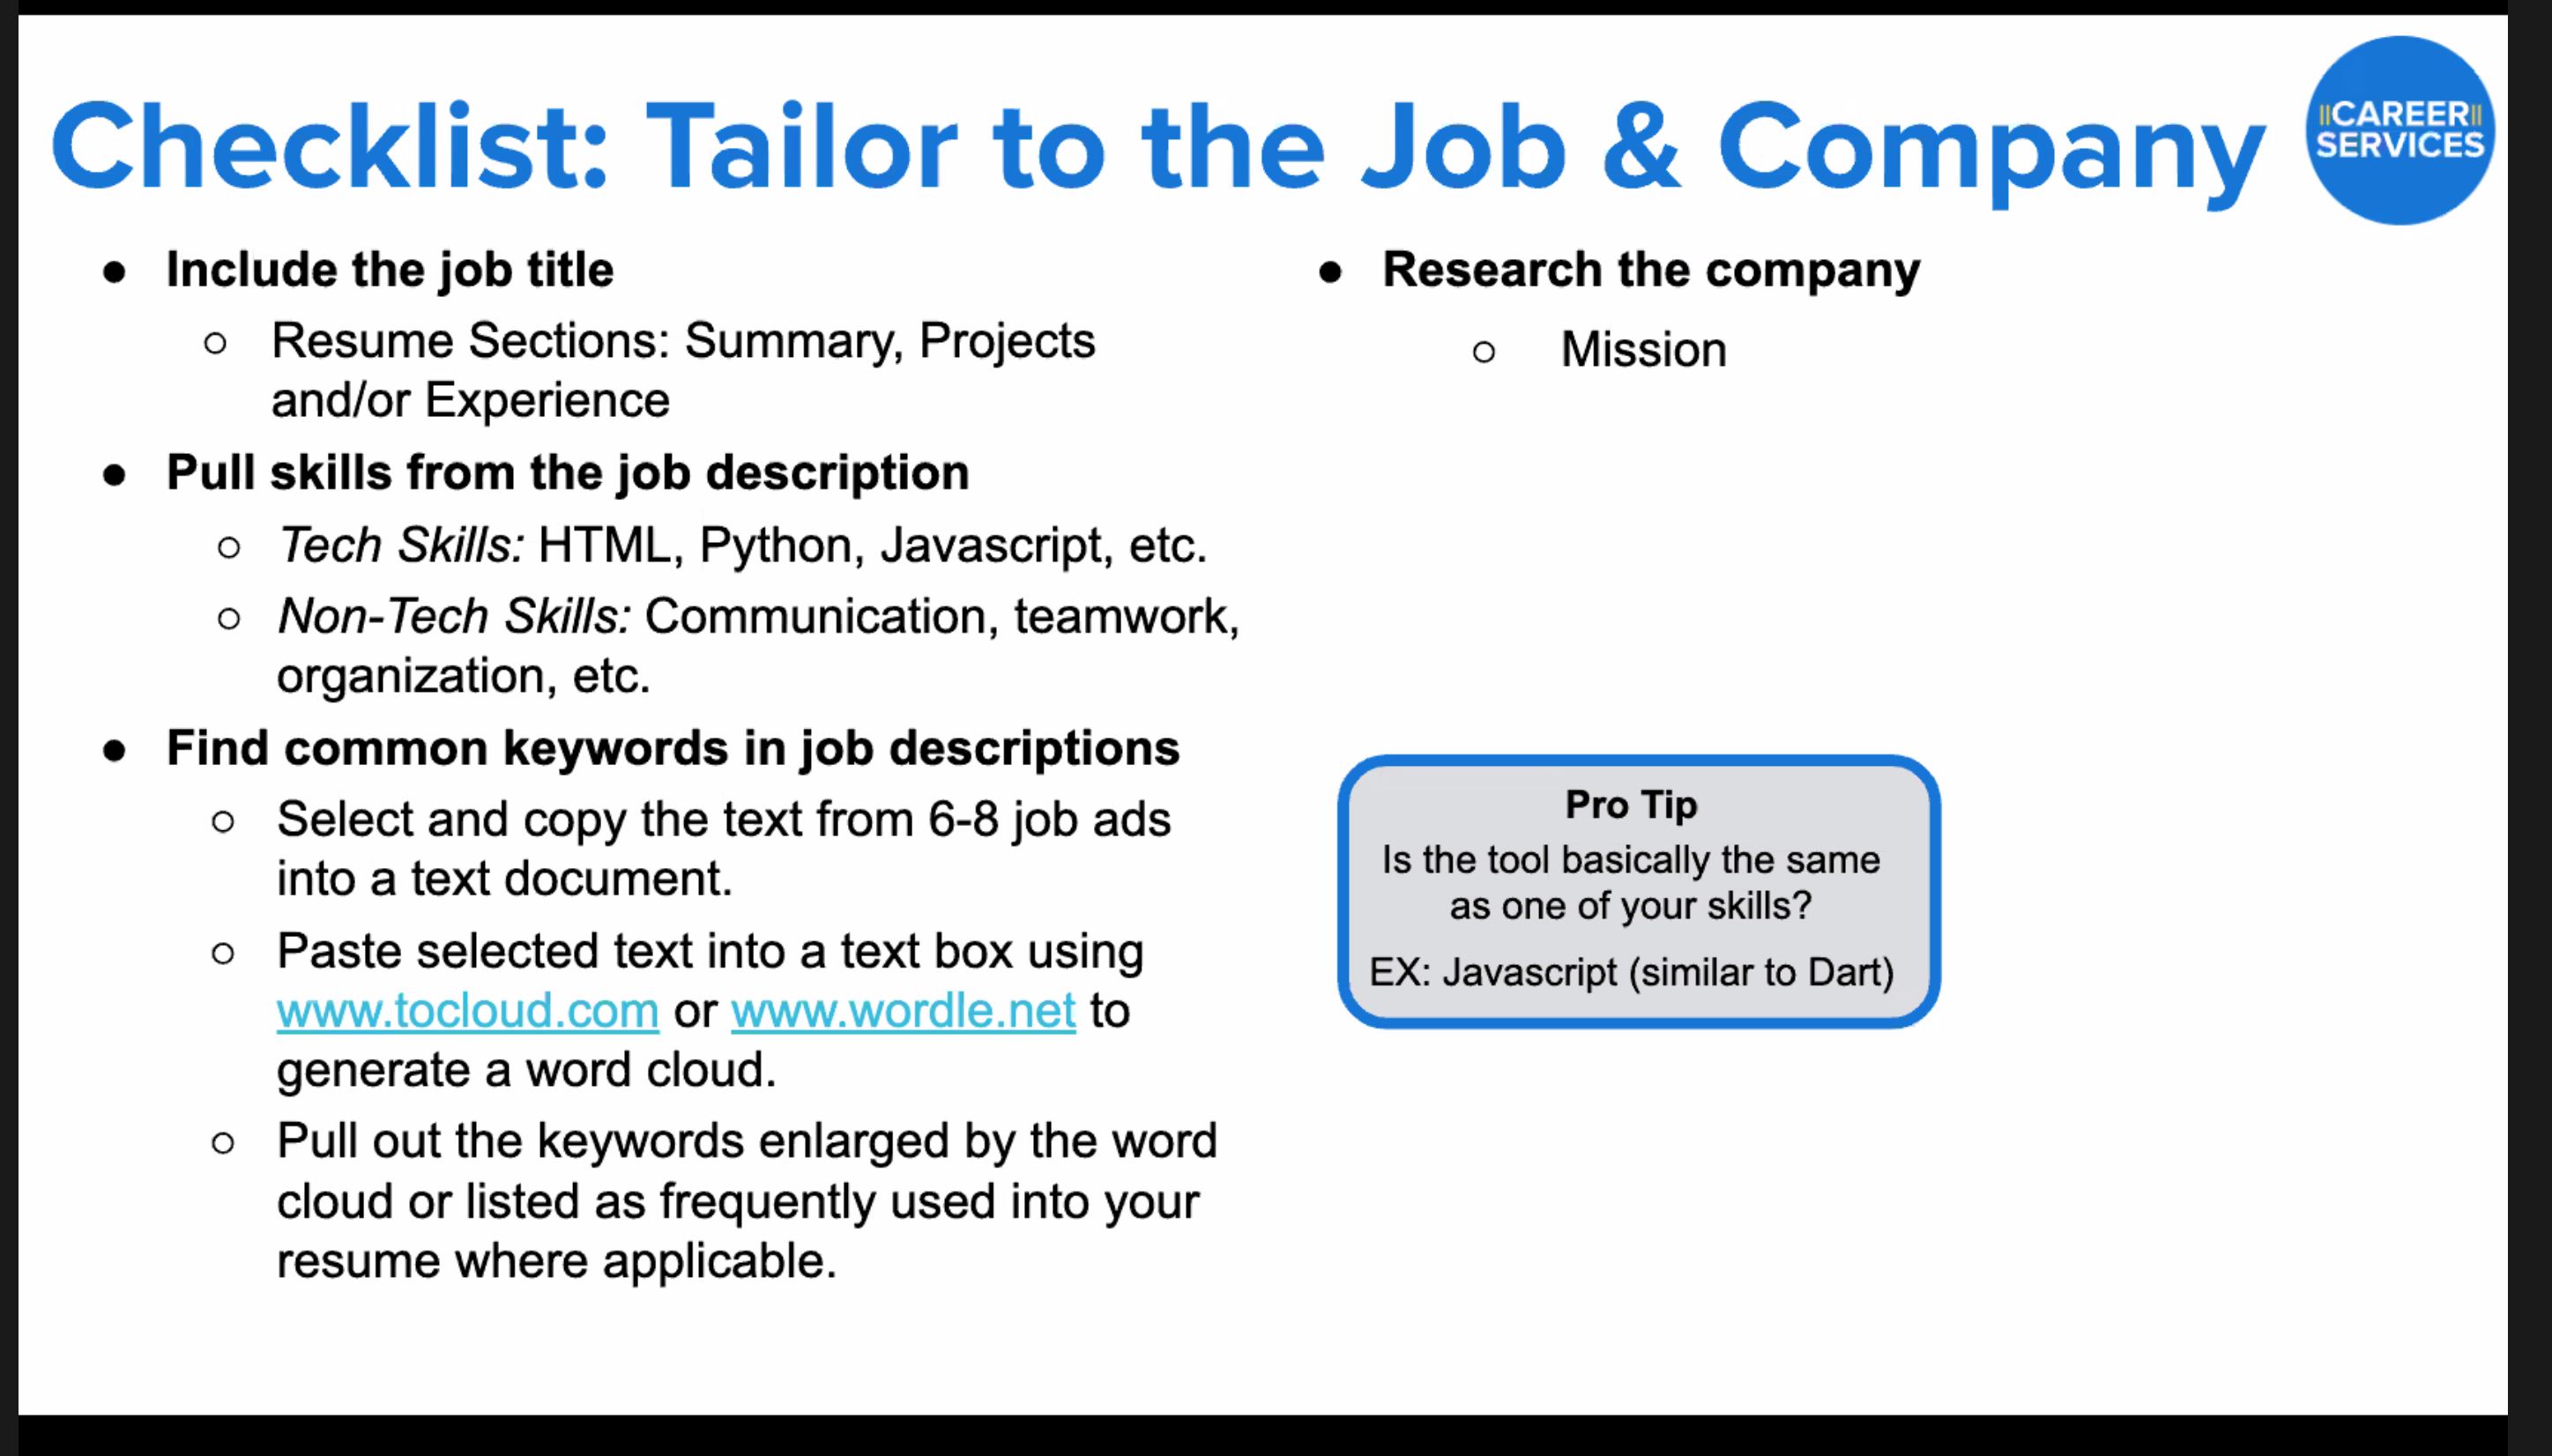 Checklist: Tailor to the Job & Company
CAREER
SERVICES
● Include the job title
○ Resume Sections: Summary, Projects
and/or Experience
● Pull skills from the job description
○ Tech Skills: HTML, Python, Javascript, etc.
○ Non-Tech Skills: Communication, teamwork,
organization, etc.
● Find common keywords in job descriptions
○ Select and copy the text from 6-8 job ads
into a text document.
○ Paste selected text into a text box using
www.tocloud.com or www.wordle.net to
generate a word cloud.
○ Pull out the keywords enlarged by the word
cloud or listed as frequently used into your
resume where applicable.
● Research the company
○ Mission
Pro Tip
Is the tool basically the same
as one of your skills?
EX: Javascript (similar to Dart)